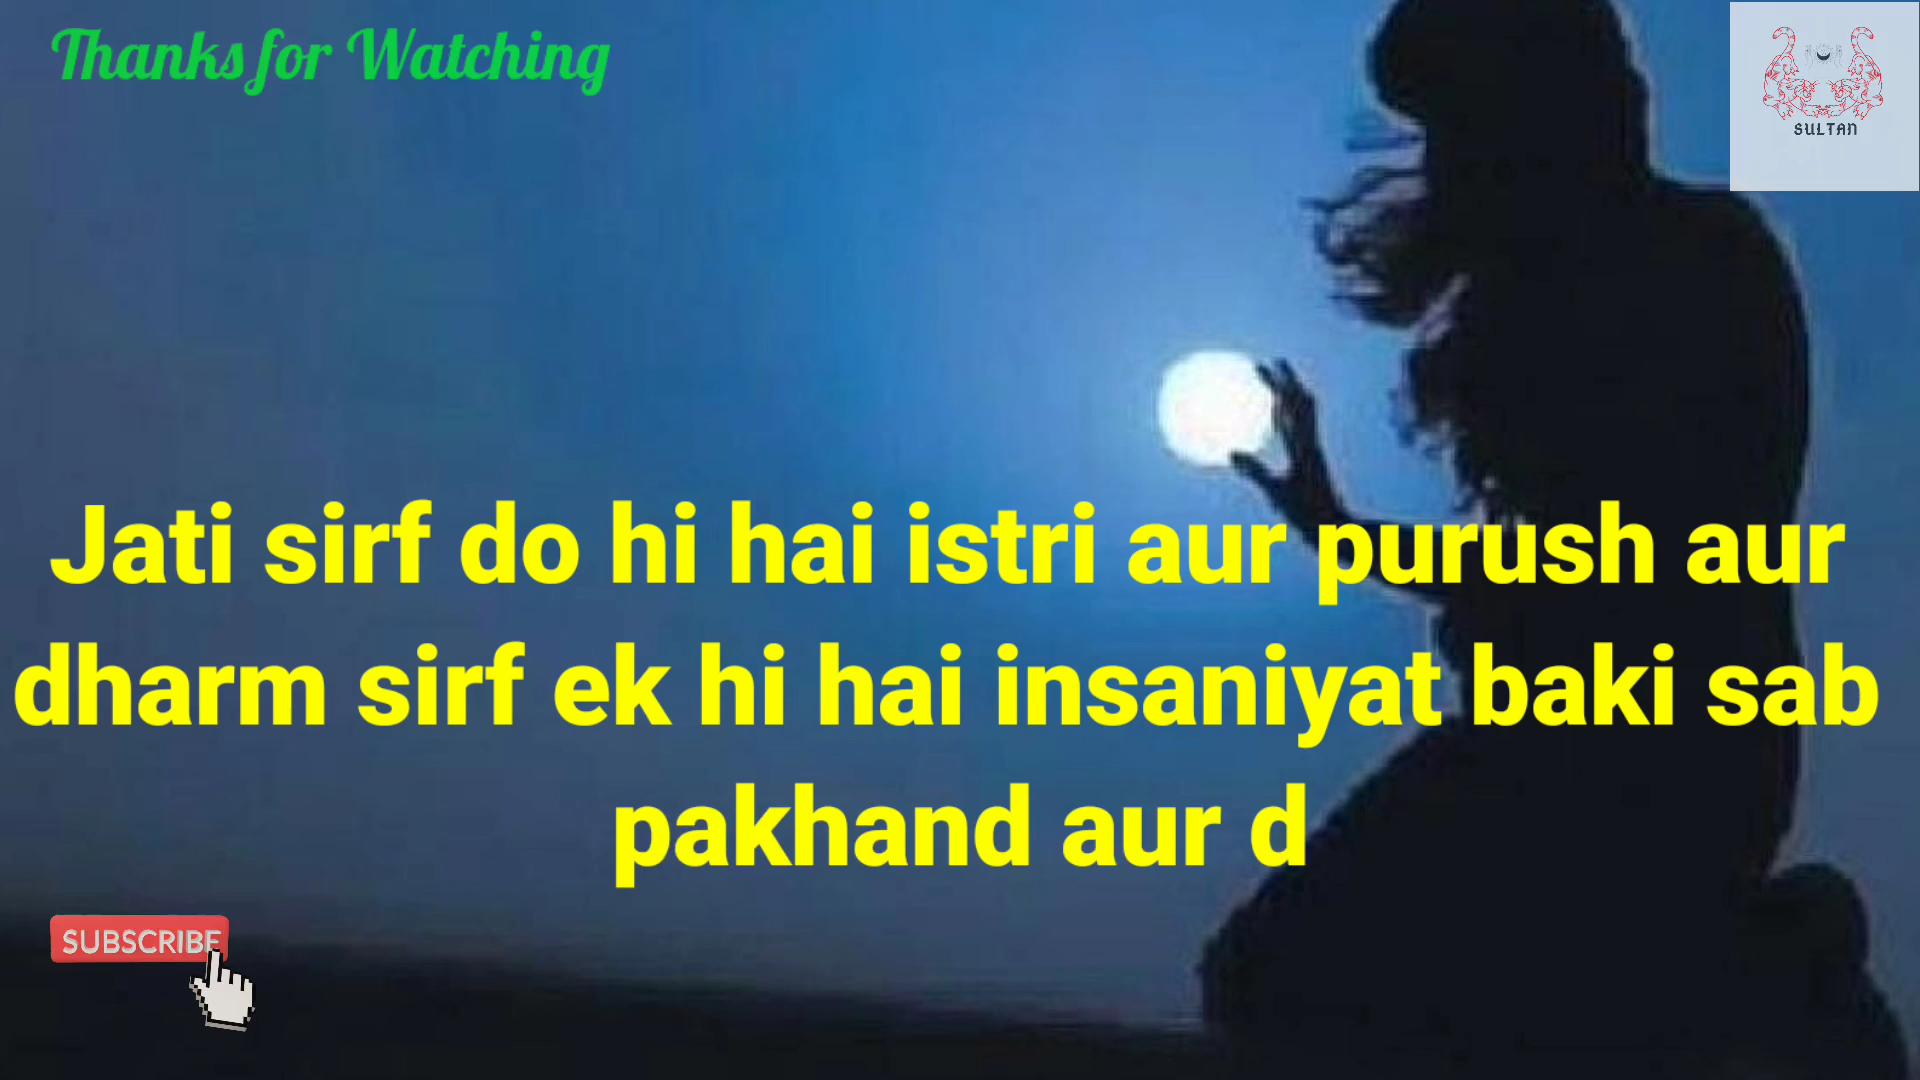 Thanks for Watching
SULTAN
Jati sirf do hi hai istri aur purush aur
dharm sirf ek hi hai insaniyat baki sab
pakhand aur d
SUBSCRIBE